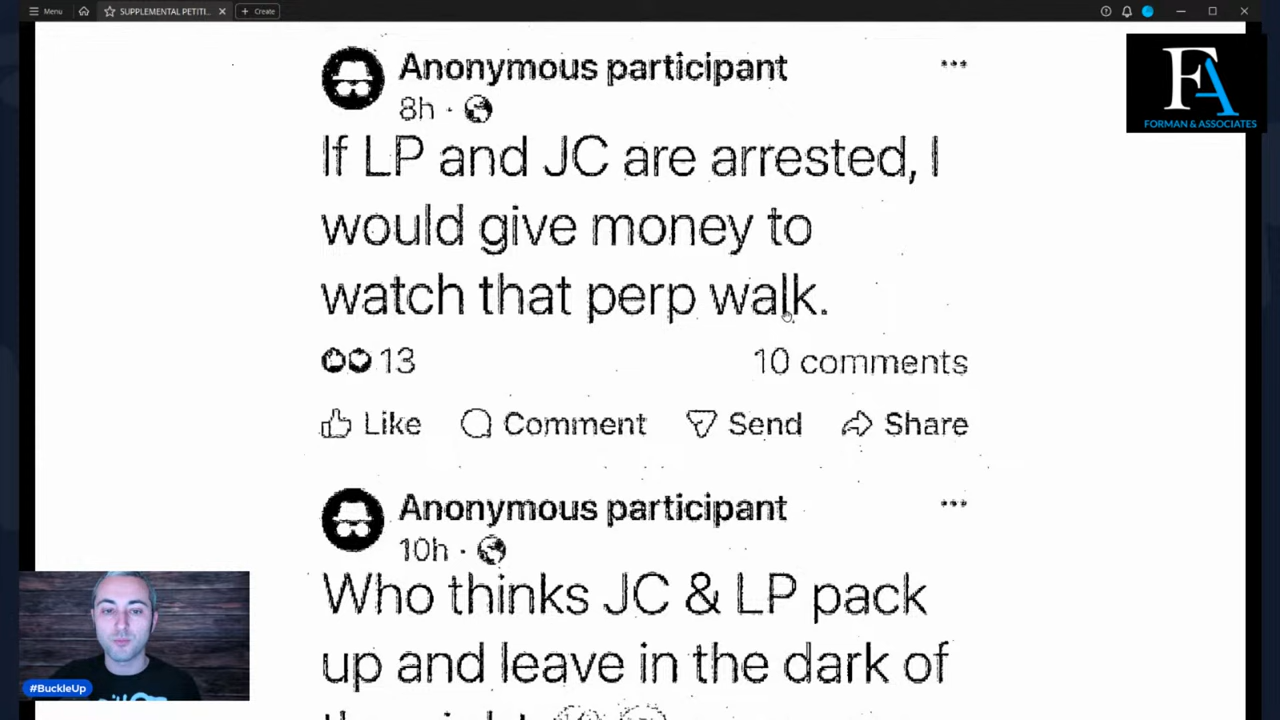 Menu
SUPPLEMENTAL PETITI...
Create
FA
FORMAN & ASSOCIATES
Anonymous participant
8h
If LP and JC are arrested, I
would give money to
watch that perp walk.
13 10 comments
Like Comment Send Share
Anonymous participant
10h
Who thinks JC & LP pack
up and leave in the dark of
#BuckleUp